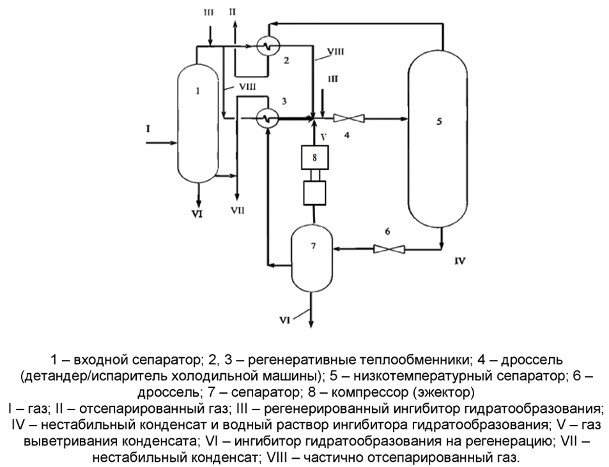 III II
VIII
2
1
VIII
3
III
I
4
5
V
8
6
VI
VII
7
IV
VI
1 – входной сепаратор; 2, 3 – регенеративные теплообменники; 4 – дроссель
(детандер/испаритель холодильной машины); 5 – низкотемпературный сепаратор; 6 –
дроссель; 7 – сепаратор; 8 – компрессор (эжектор)
I – газ; II – отсепарированный газ; III – регенерированный ингибитор гидратообразования;
IV – нестабильный конденсат и водный раствор ингибитора гидратообразования; V – газ
выветривания конденсата; VI – ингибитор гидратообразования на регенерацию; VII –
нестабильный конденсат; VIII – частично отсепарированный газ.